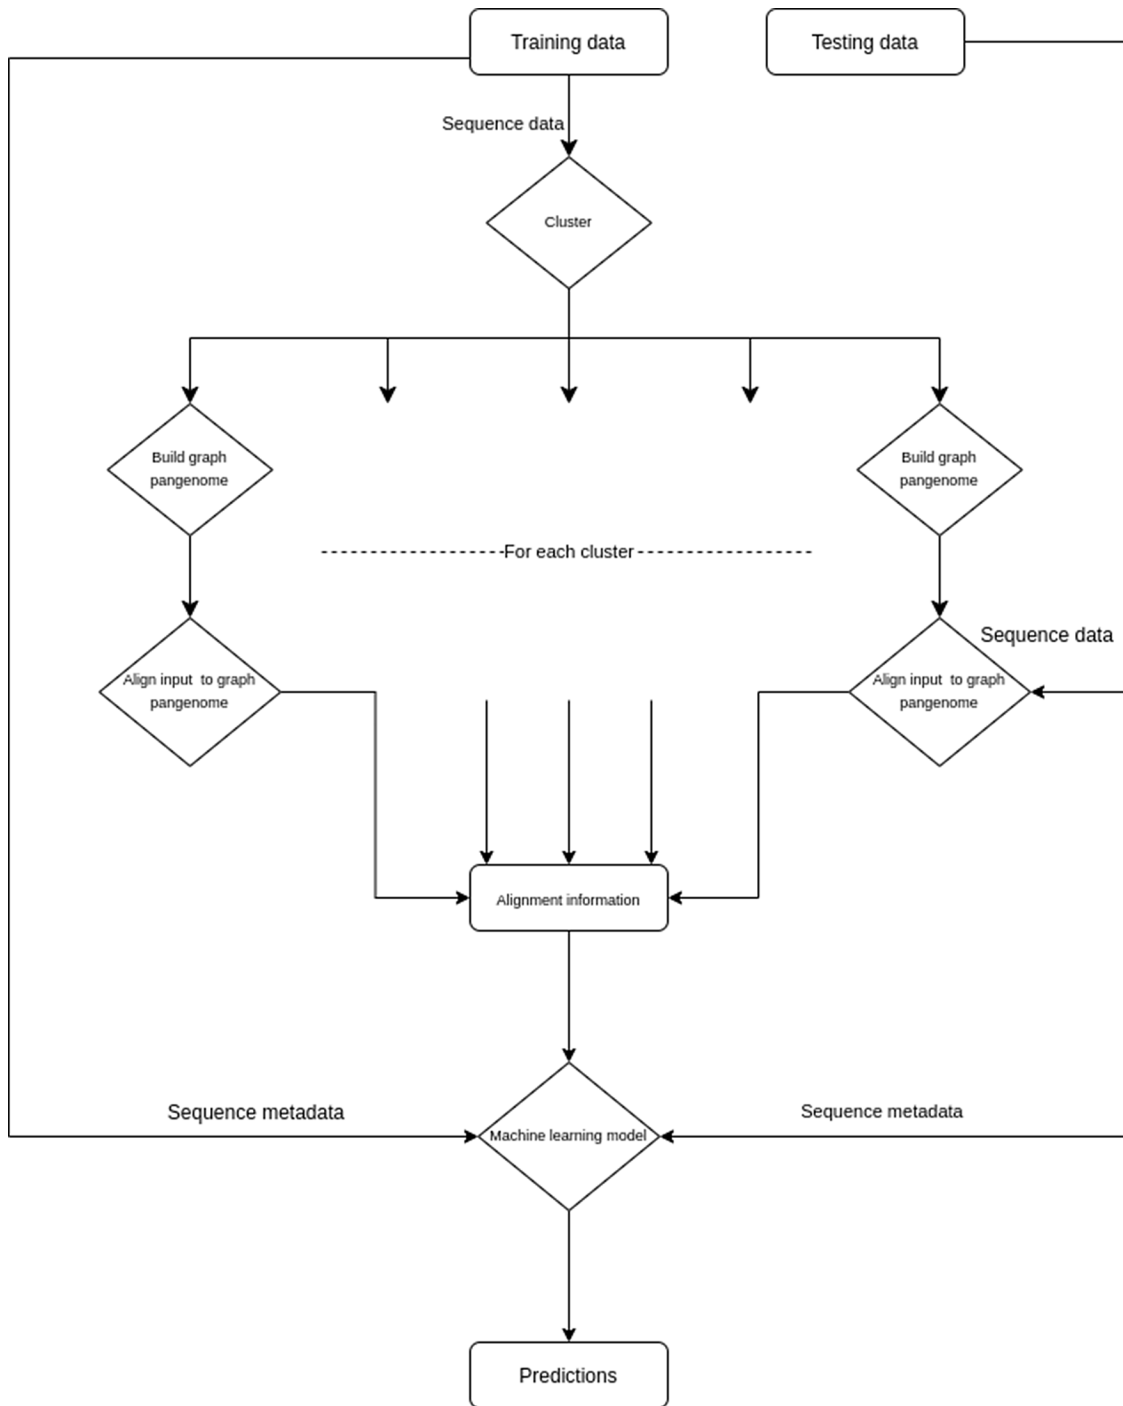 Training data
Testing data
Sequence data
Cluster
Build graph
pangenome
Build graph
pangenome
For each cluster
Sequence data
Align input  to graph
pangenome
Align input  to graph
pangenome
Alignment information
Sequence metadata
Sequence metadata
Machine learning model
Predictions